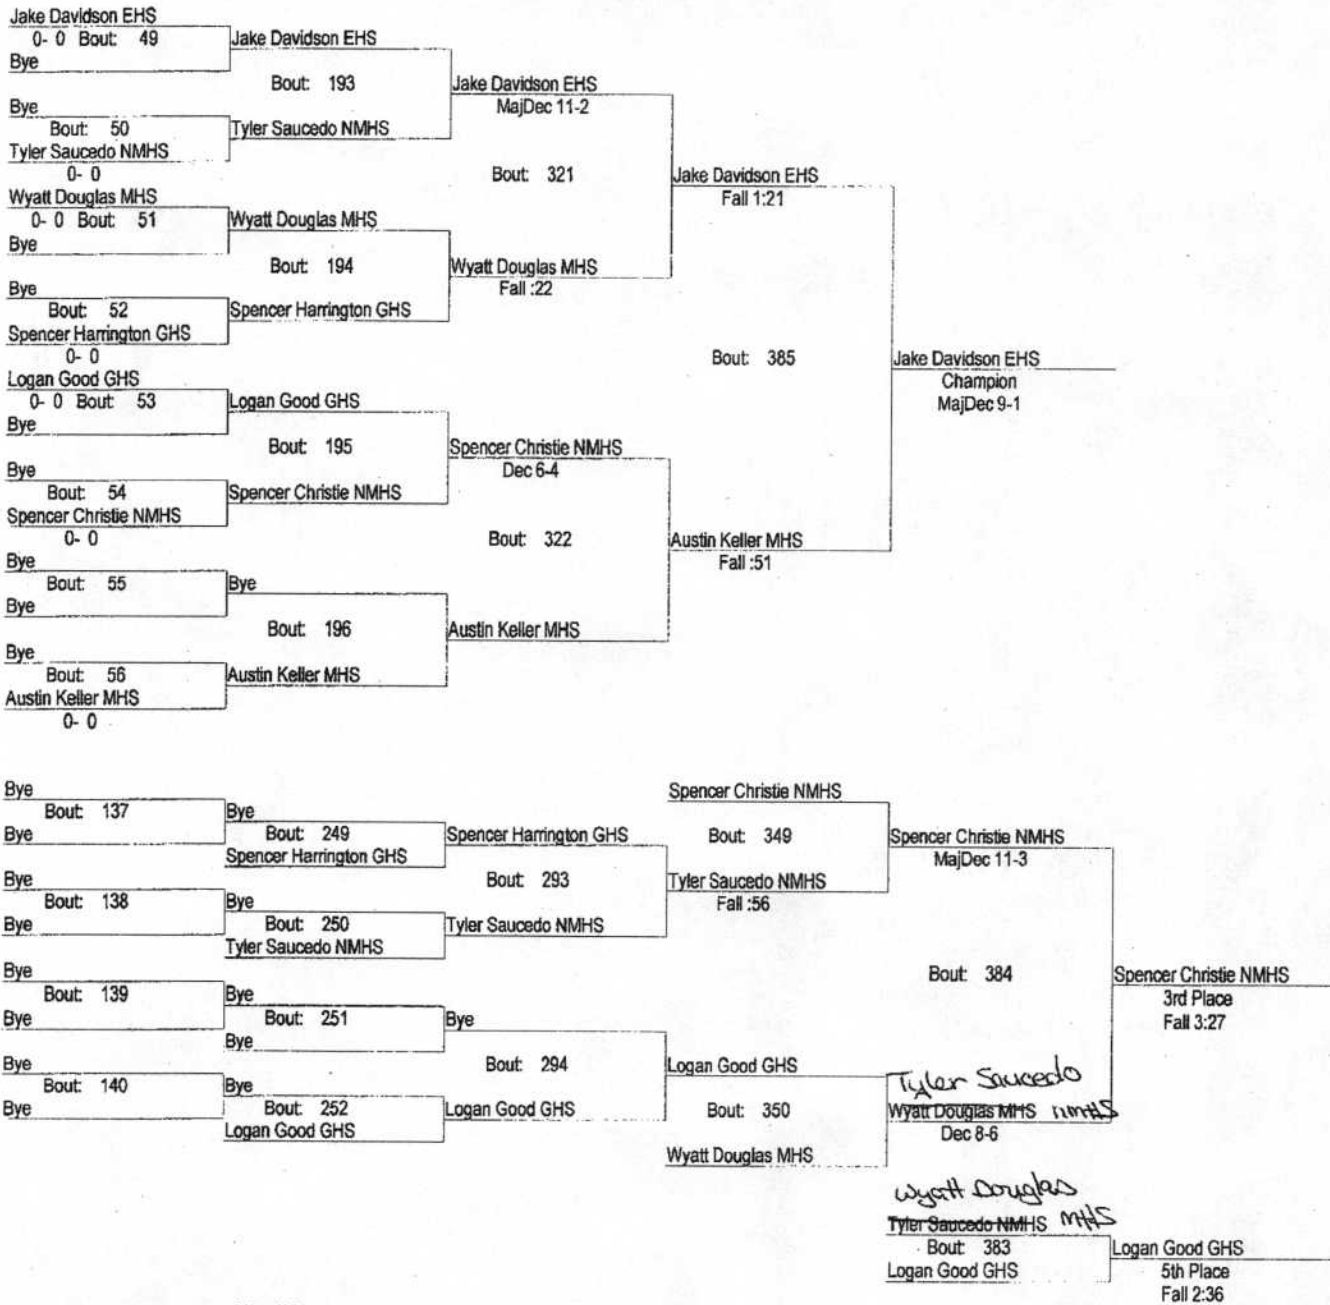 Jake Davidson EHS
0- 0 Bout: 49
Bye
Jake Davidson EHS
Bout: 193
Bye
Bout: 50
Tyler Saucedo NMHS
0- 0
Tyler Saucedo NMHS
Jake Davidson EHS
MajDec 11-2
Bout: 321
Wyatt Douglas MHS
0- 0 Bout: 51
Bye
Wyatt Douglas MHS
Bout: 194
Bye
Bout: 52
Spencer Harrington GHS
0- 0
Spencer Harrington GHS
Wyatt Douglas MHS
Fall :22
Jake Davidson EHS
Fall 1:21
Bout: 385
Logan Good GHS
0- 0 Bout: 53
Bye
Logan Good GHS
Bout: 195
Bye
Bout: 54
Spencer Christie NMHS
0- 0
Spencer Christie NMHS
Spencer Christie NMHS
Dec 6-4
Bout: 322
Bye
Bout: 55
Bye
Bye
Bout: 196
Bye
Bout: 56
Austin Keller MHS
0- 0
Austin Keller MHS
Austin Keller MHS
Austin Keller MHS
Fall :51
Jake Davidson EHS
Champion
MajDec 9-1
Bye
Bout: 137
Bye
Bye
Bout: 249
Spencer Harrington GHS
Bye
Bout: 138
Bye
Bye
Bout: 250
Tyler Saucedo NMHS
Spencer Harrington GHS
Bout: 293
Tyler Saucedo NMHS
Spencer Christie NMHS
Bout: 349
Tyler Saucedo NMHS
Fall :56
Spencer Christie NMHS
MajDec 11-3
Bout: 384
Bye
Bout: 139
Bye
Bye
Bout: 251
Bye
Bye
Bout: 140
Bye
Bye
Bout: 252
Logan Good GHS
Bye
Bout: 294
Logan Good GHS
Logan Good GHS
Bout: 350
Wyatt Douglas MHS
Tyler Saucedo
Wyatt Douglas MHS NMHS
Dec 8-6
Spencer Christie NMHS
3rd Place
Fall 3:27
Wyatt Douglas
Tyler Saucedo NMHS MHS
Bout: 383
Logan Good GHS
Logan Good GHS
5th Place
Fall 2:36